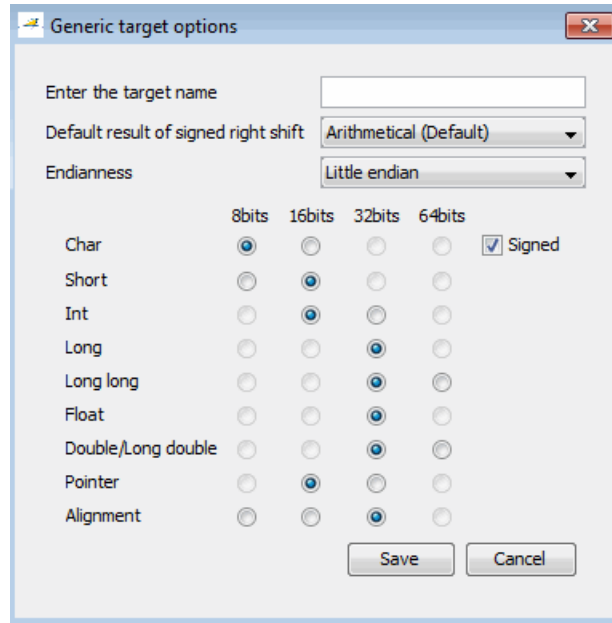 Generic target options
Enter the target name
Default result of signed right shift Arithmetical (Default)
Endianness Little endian
8bits 16bits 32bits 64bits
Char Signed
Short
Int
Long
Long long
Float
Double/Long double
Pointer
Alignment
Save Cancel